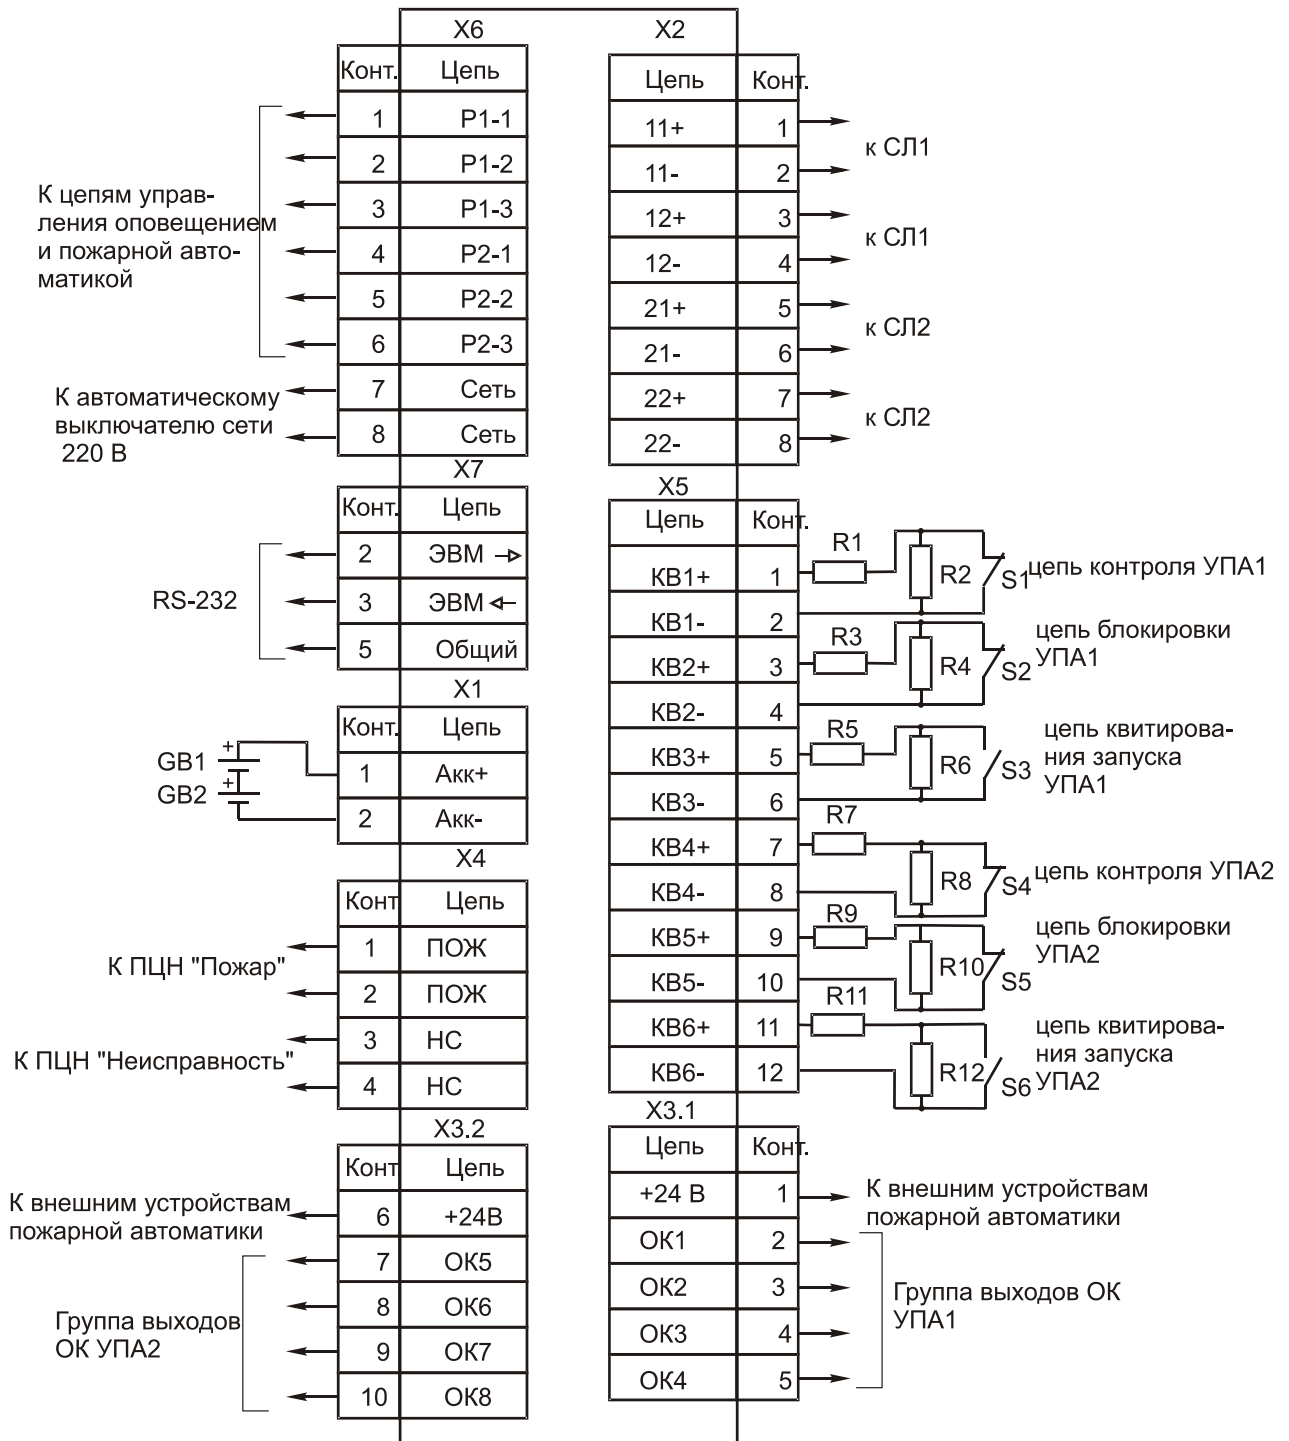 X6
Конт. Цепь
1 P1-1
2 P1-2
3 P1-3
4 P2-1
5 P2-2
6 P2-3
7 Сеть
8 Сеть
К цепям управ-
ления оповещением
и пожарной авто-
матикой
К автоматическому
выключателю сети
220 В
X7
Конт. Цепь
2 ЭВМ
3 ЭВМ
5 Общий
RS-232
X1
Конт. Цепь
1 Акк+
2 Акк-
GB1 +
GB2 +
X4
Конт Цепь
1 ПОЖ
2 ПОЖ
3 НС
4 НС
К ПЦН "Пожар"
К ПЦН "Неисправность"
X3.2
Конт Цепь
6 +24В
7 ОК5
8 ОК6
9 ОК7
10 ОК8
К внешним устройствам
пожарной автоматики
Группа выходов
ОК УПА2
X2
Цепь Конт.
11+ 1
11- 2
12+ 3
12- 4
21+ 5
21- 6
22+ 7
22- 8
к СЛ1
к СЛ1
к СЛ2
к СЛ2
X5
Цепь Конт.
КВ1+ 1
КВ1- 2
КВ2+ 3
КВ2- 4
КВ3+ 5
КВ3- 6
КВ4+ 7
КВ4- 8
КВ5+ 9
КВ5- 10
КВ6+ 11
КВ6- 12
R1 R2 S1 цепь контроля УПА1
R3 R4 S2
цепь блокировки
УПА1
R5 R6 S3
цепь квитирова-
ния запуска
УПА1
R7 R8 S4 цепь контроля УПА2
R9 R10 S5
цепь блокировки
УПА2
R11 R12 S6
цепь квитирова-
ния запуска
УПА2
X3.1
Цепь Конт.
+24 В 1
ОК1 2
ОК2 3
ОК3 4
ОК4 5
К внешним устройствам
пожарной автоматики
Группа выходов ОК
УПА1